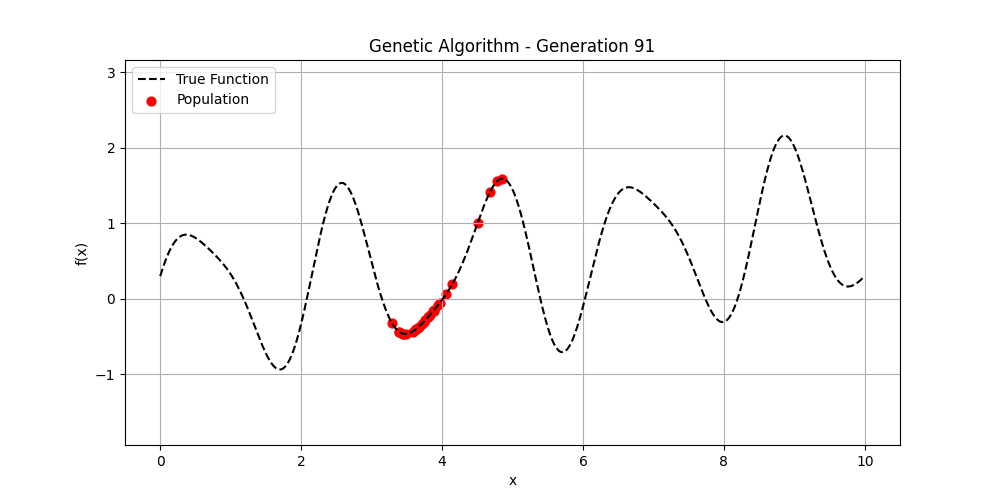 Genetic Algorithm - Generation 91
True Function
Population
f(x)
3
2
1
0
−1
0
2
4
6
8
10
x